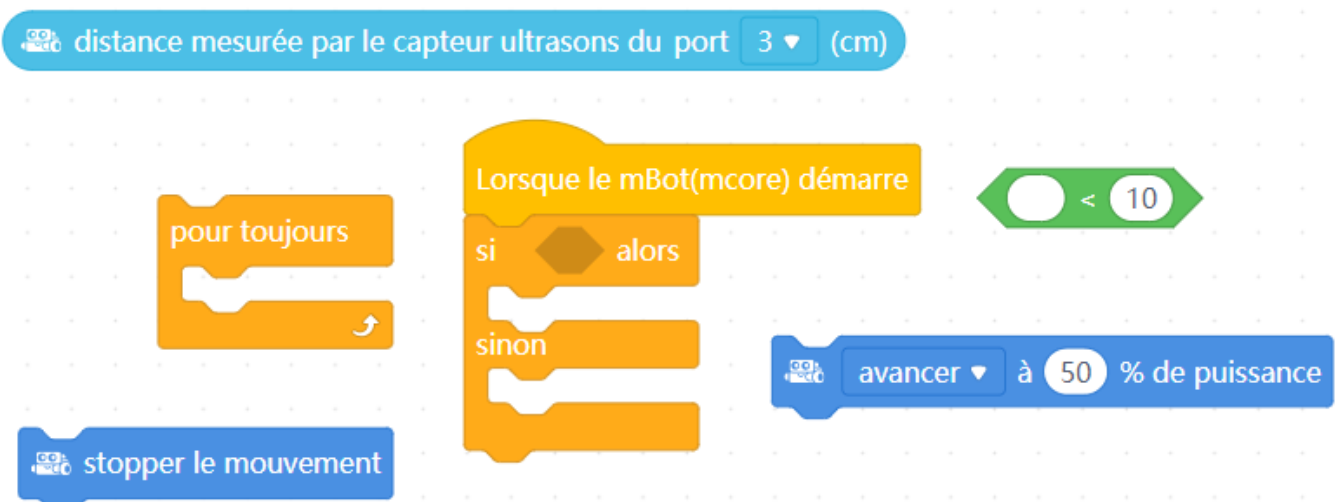 distance mesurée par le capteur ultrasons du port 3 ▼ (cm)
Lorsque le mBot(mcore) démarre
< 10
pour toujours
si alors
sinon
avancer ▼ à 50 % de puissance
stopper le mouvement